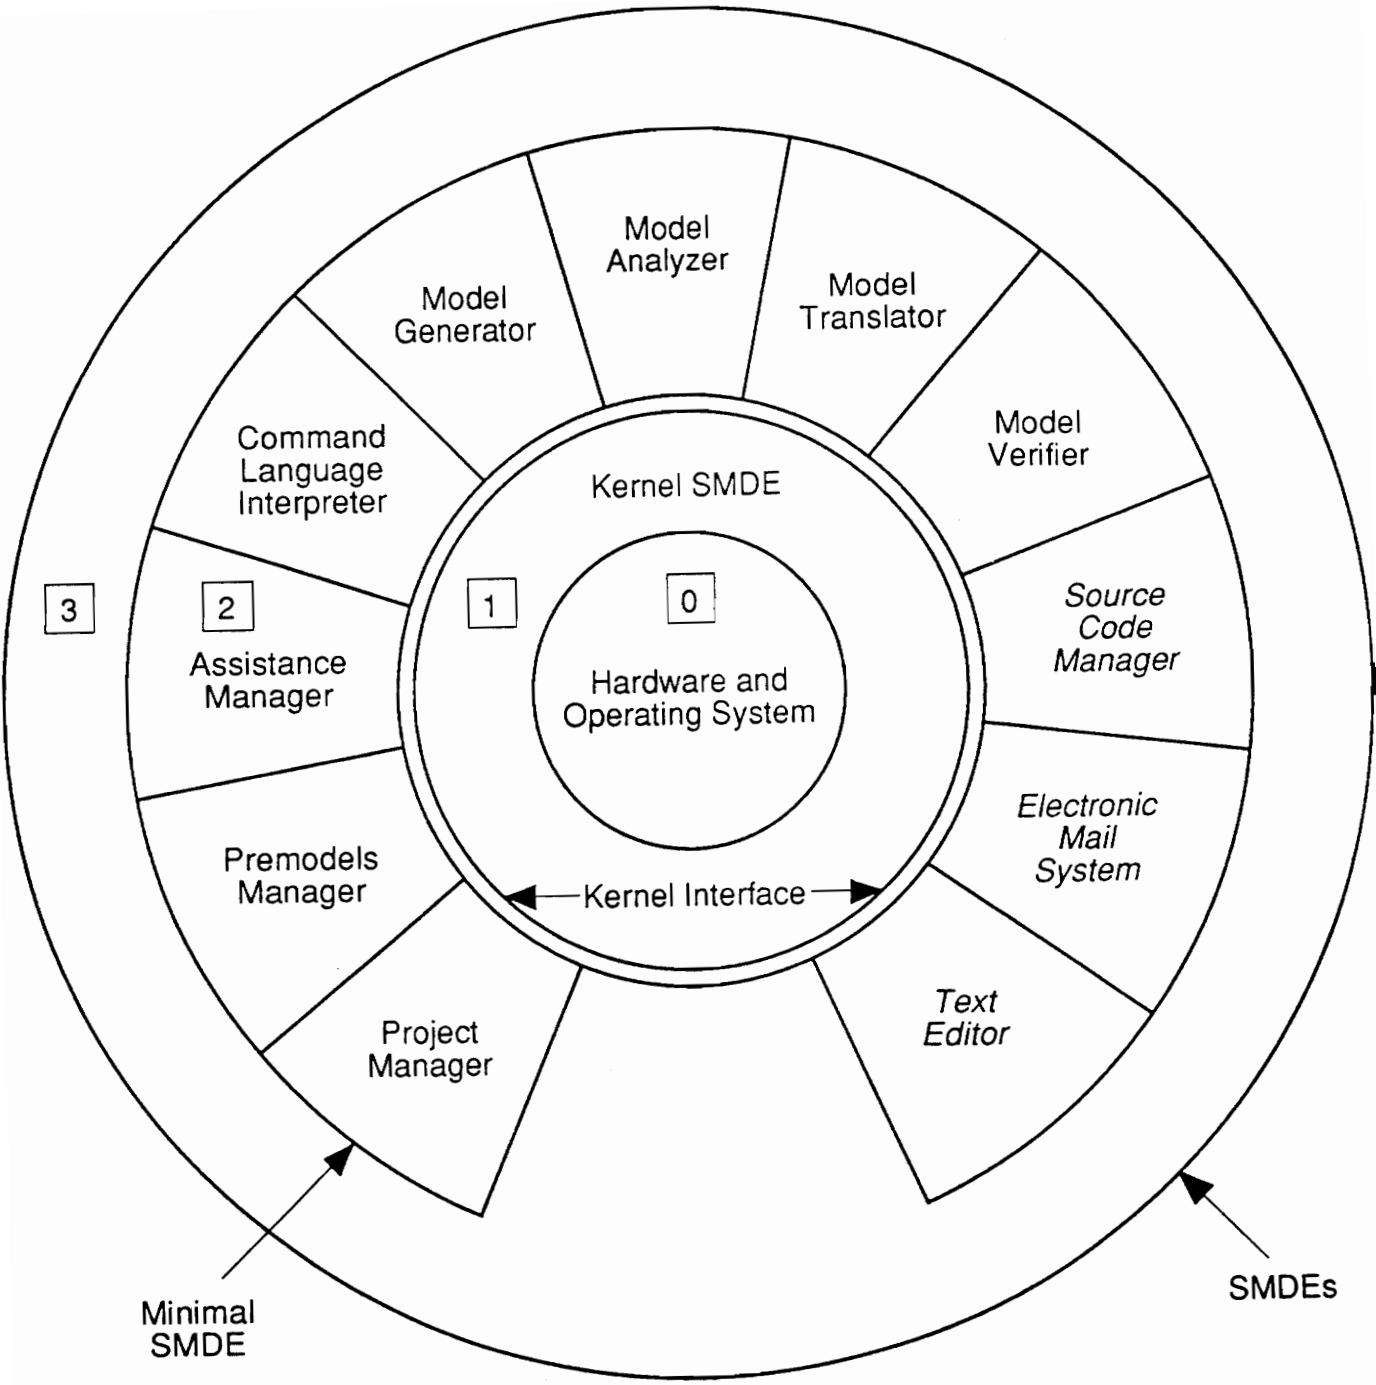 Model
Analyzer
Model
Generator
Model
Translator
Command
Language
Interpreter
Model
Verifier
Kernel SMDE
3
2
1
0
Assistance
Manager
Hardware and
Operating System
Source
Code
Manager
Premodels
Manager
Kernel Interface
Electronic
Mail
System
Project
Manager
Text
Editor
Minimal
SMDE
SMDEs